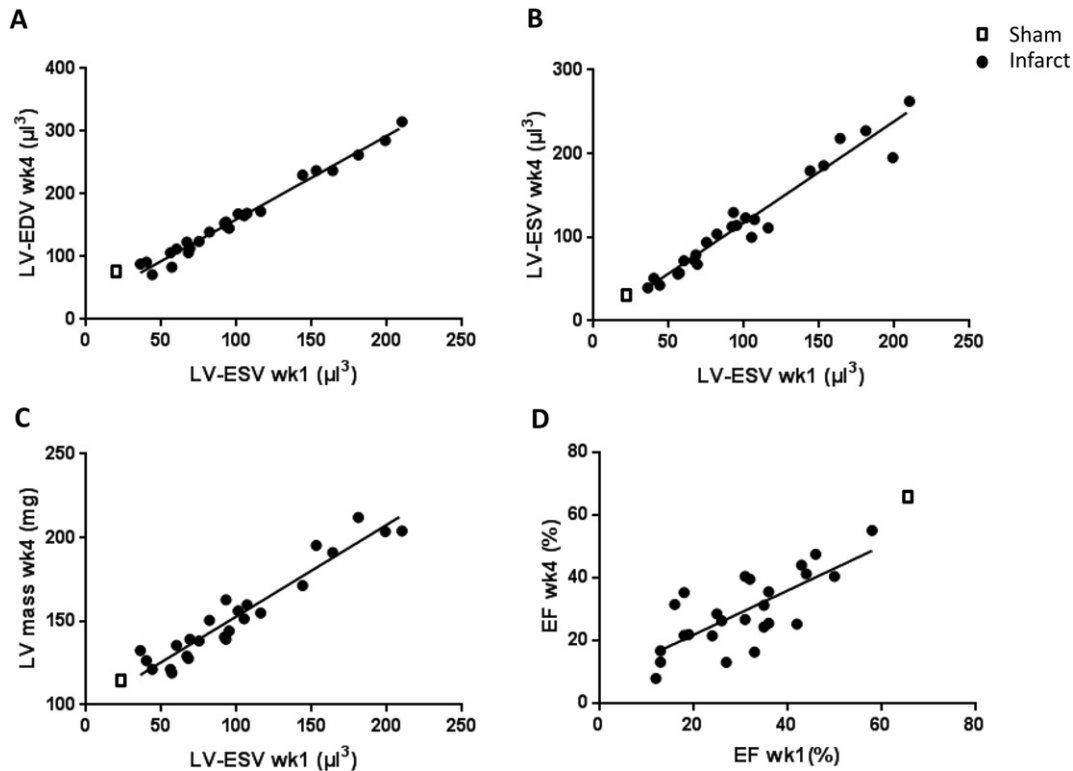 A
LV-EDV wk4 (µl³)
400
300
200
100
0
0 50 100 150 200 250
LV-ESV wk1 (µl³)
B
LV-ESV wk4 (µl³)
300
200
100
0
0 50 100 150 200 250
LV-ESV wk1 (µl³)
Sham
Infarct
C
LV mass wk4 (mg)
250
200
150
100
0 50 100 150 200 250
LV-ESV wk1 (µl³)
D
EF wk4 (%)
80
60
40
20
0
0 20 40 60 80
EF wk1(%)